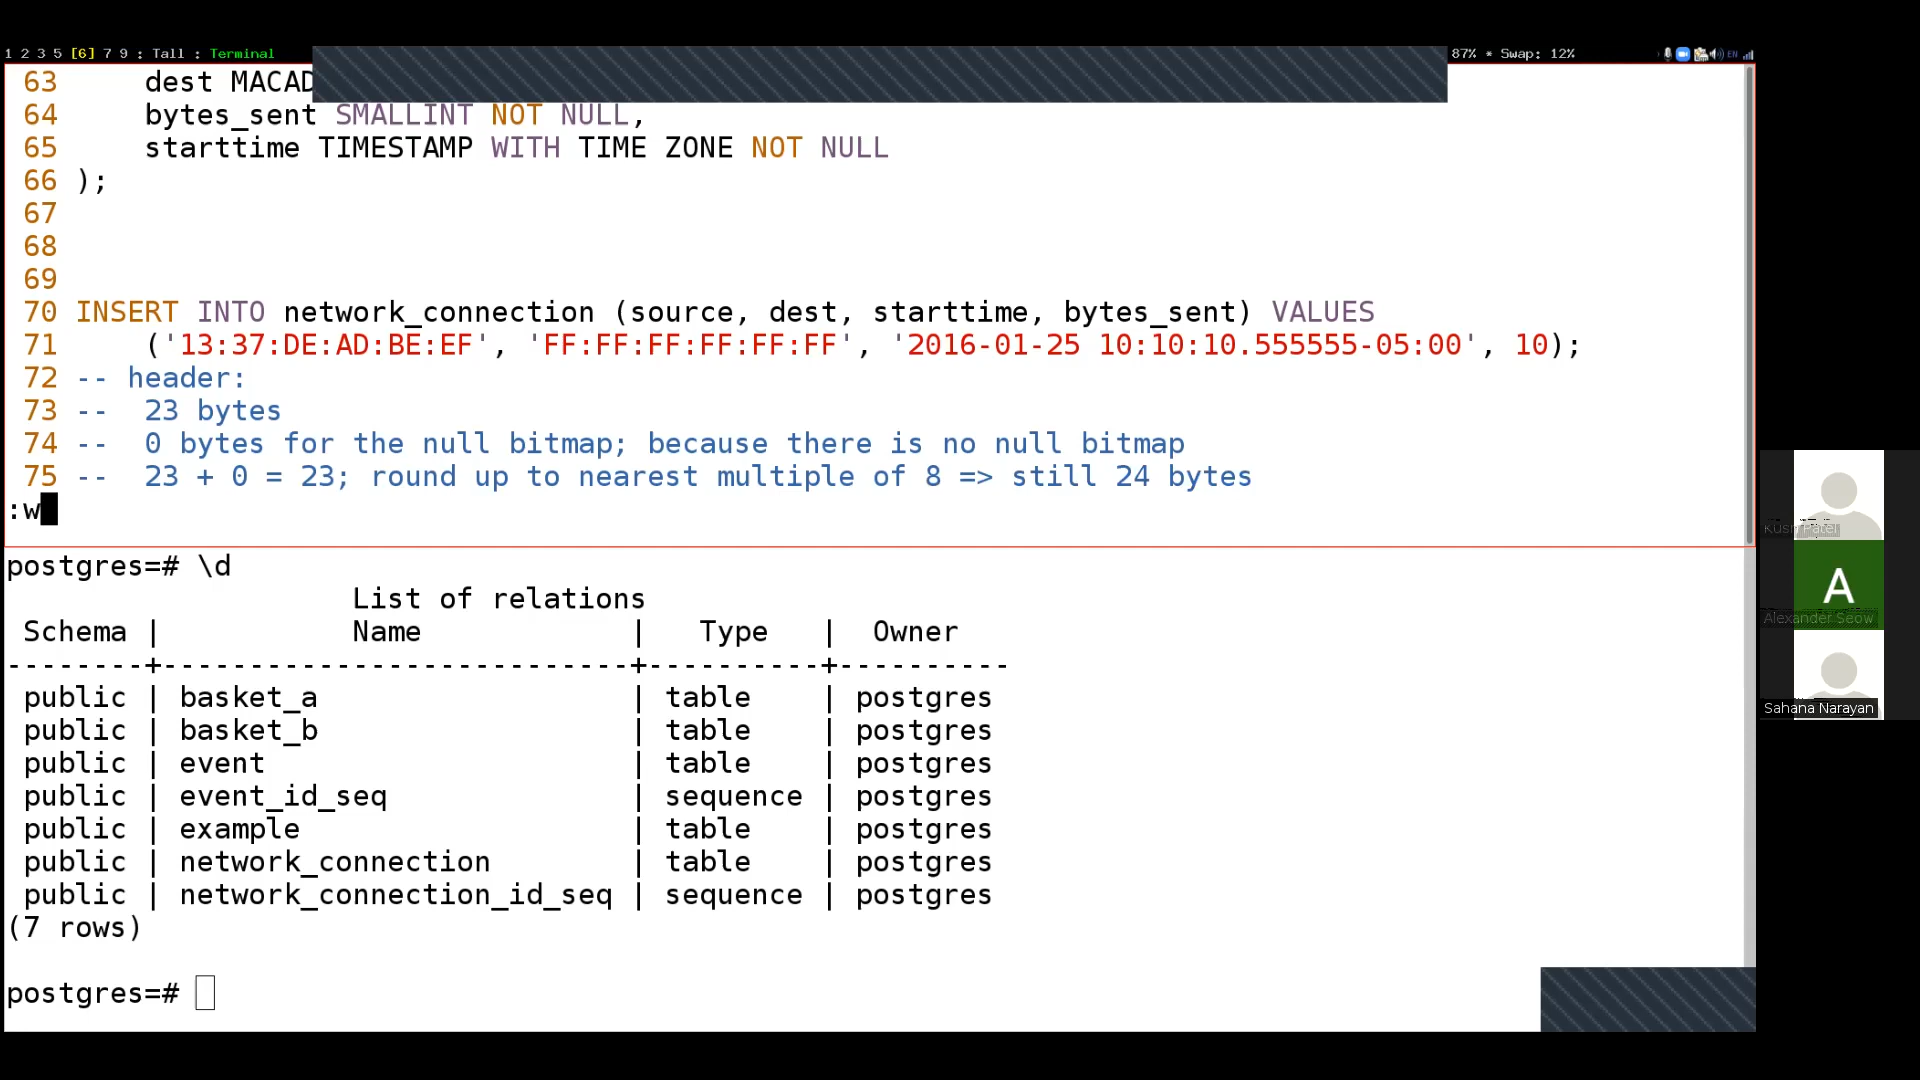 1 2 3 5 [6] 7 9 : Tall : Terminal
87% * Swap: 12%
EN
63 dest MACAD
64 bytes_sent SMALLINT NOT NULL,
65 starttime TIMESTAMP WITH TIME ZONE NOT NULL
66 );
67
68
69
70 INSERT INTO network_connection (source, dest, starttime, bytes_sent) VALUES
71 ('13:37:DE:AD:BE:EF', 'FF:FF:FF:FF:FF:FF', '2016-01-25 10:10:10.555555-05:00', 10);
72 -- header:
73 -- 23 bytes
74 -- 0 bytes for the null bitmap; because there is no null bitmap
75 -- 23 + 0 = 23; round up to nearest multiple of 8 => still 24 bytes
:w
postgres=# \d
List of relations
Schema | Name | Type | Owner
--------+---------------------------+----------+----------
public | basket_a | table | postgres
public | basket_b | table | postgres
public | event | table | postgres
public | event_id_seq | sequence | postgres
public | example | table | postgres
public | network_connection | table | postgres
public | network_connection_id_seq | sequence | postgres
(7 rows)
postgres=#
Patel
A
Alexander Seow
Sahana Narayan